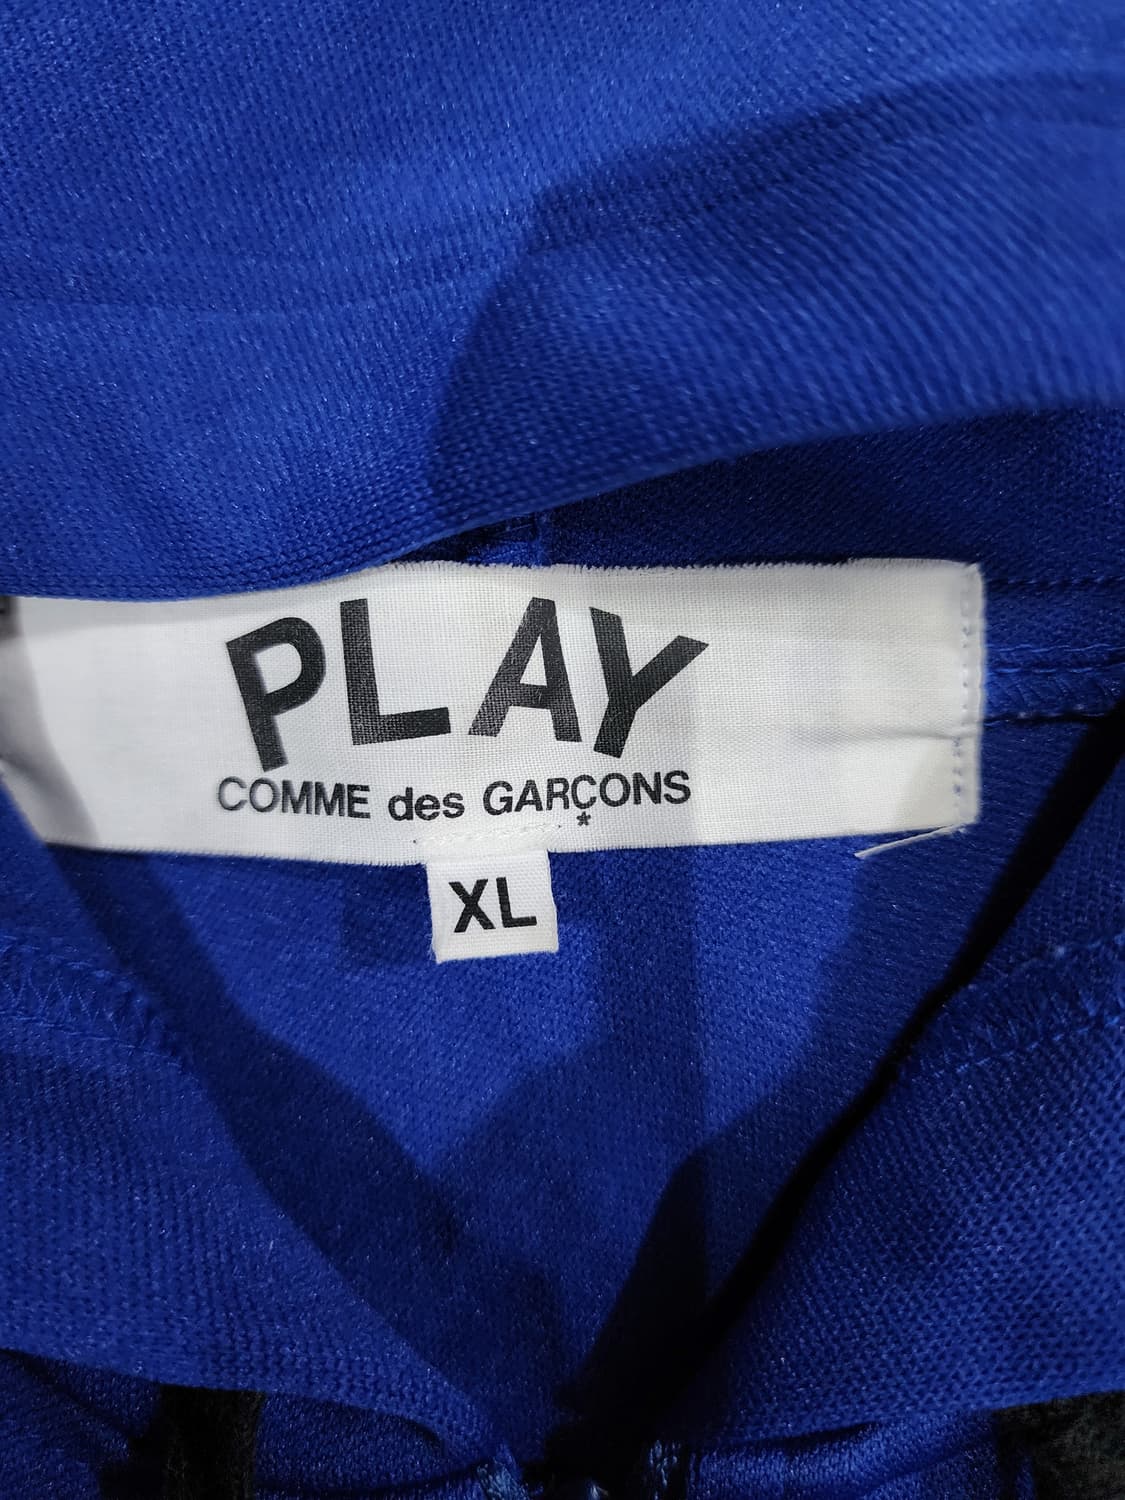 PLAY
COMME des GARÇONS
*
XL